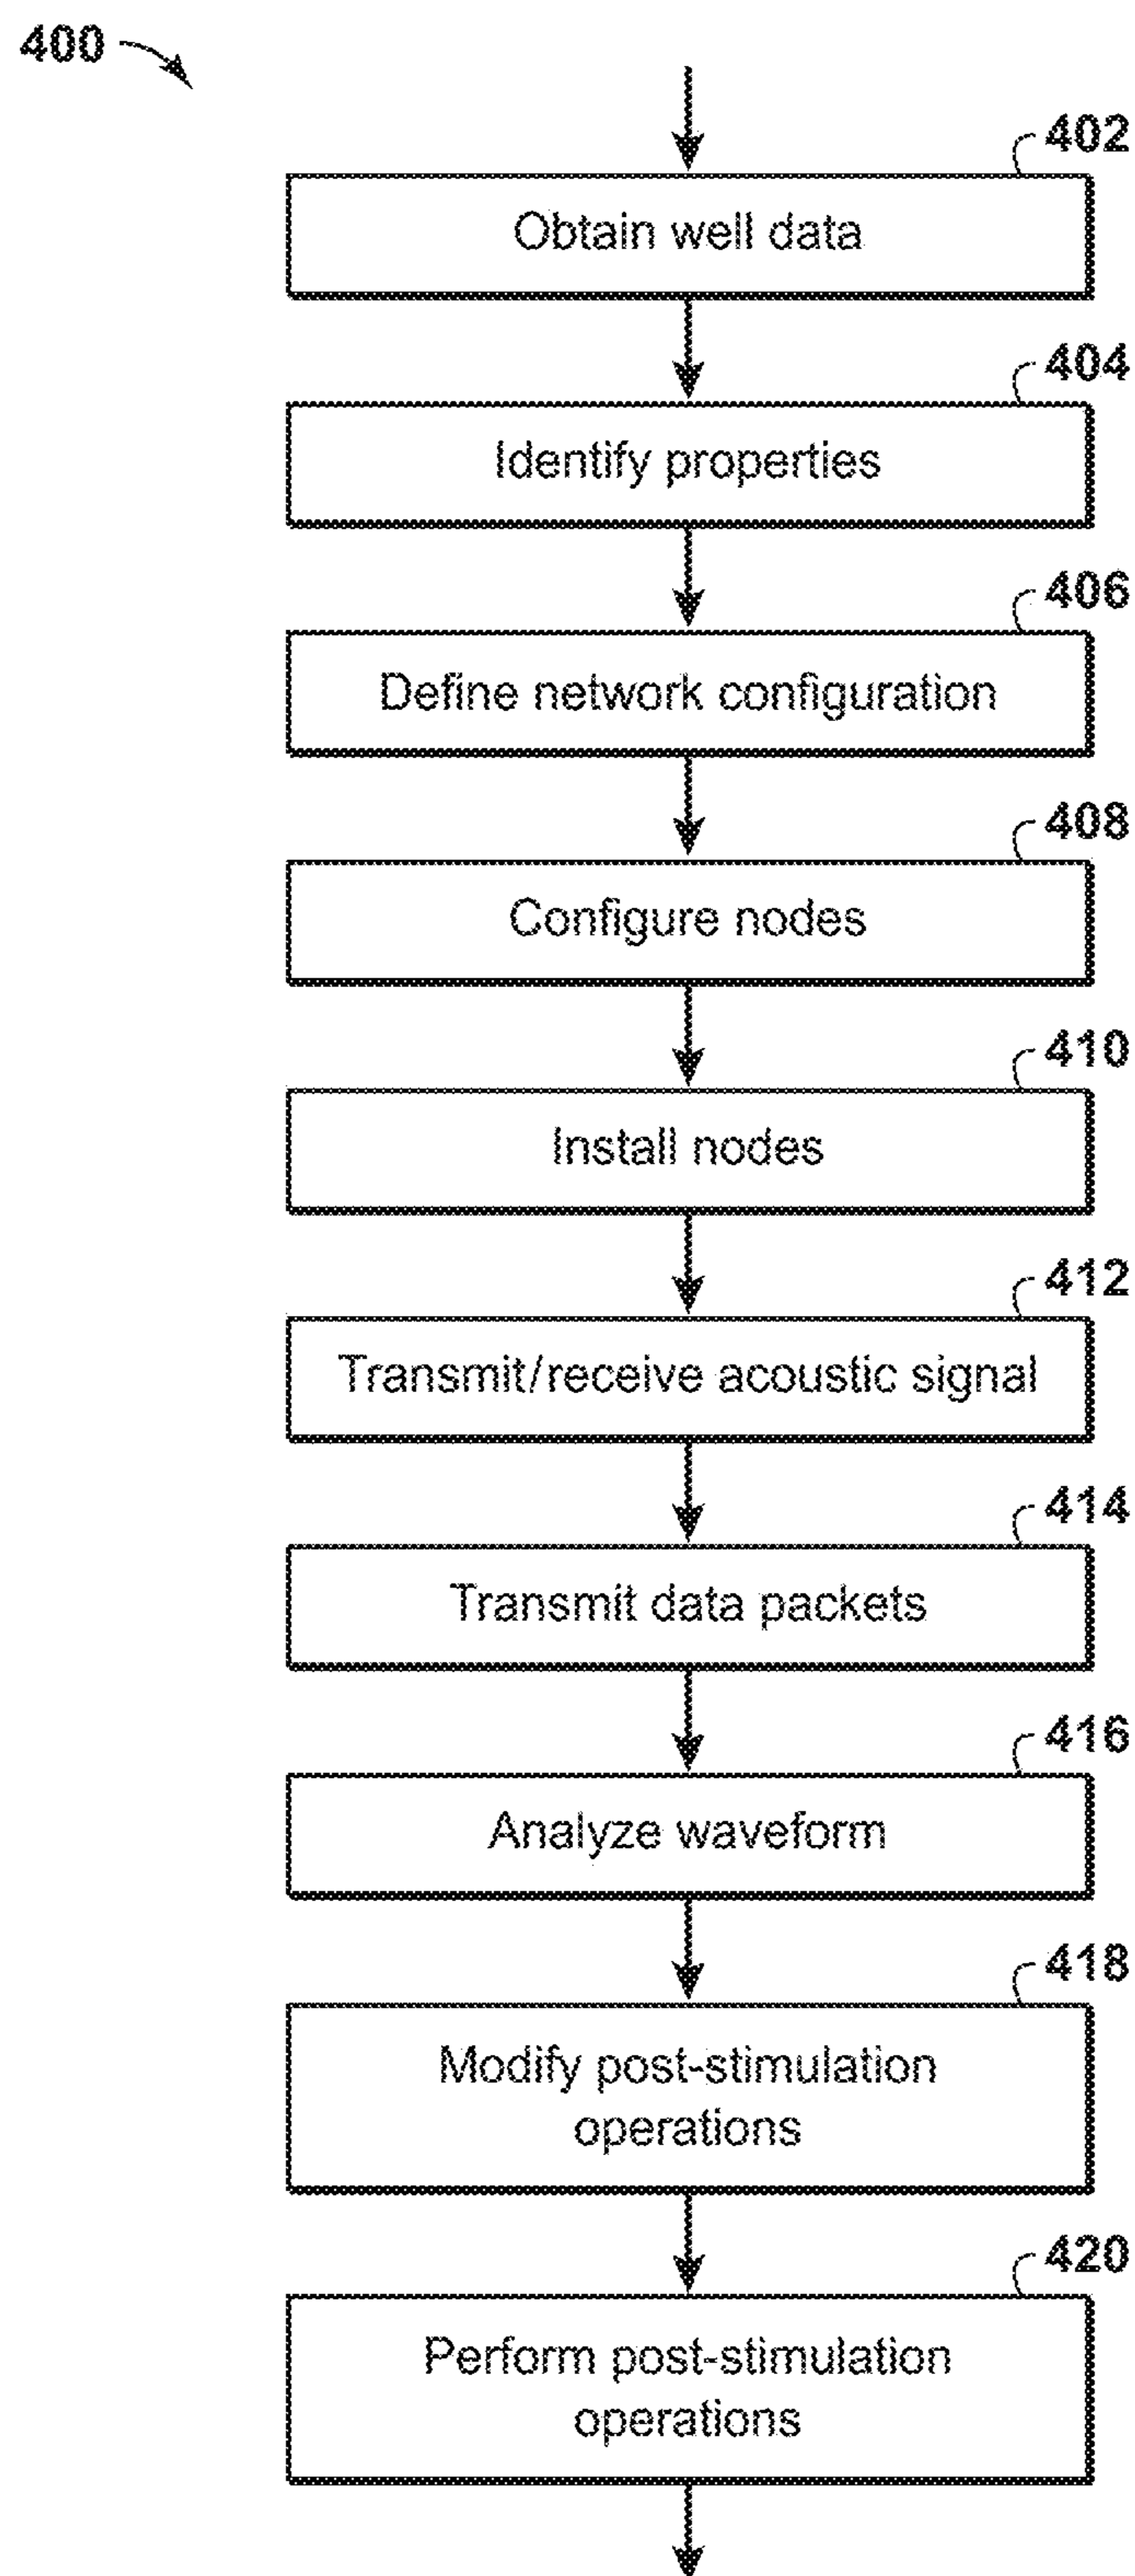 400
402
Obtain well data
404
Identify properties
406
Define network configuration
408
Configure nodes
410
Install nodes
412
Transmit/receive acoustic signal
414
Transmit data packets
416
Analyze waveform
418
Modify post-stimulation
operations
420
Perform post-stimulation
operations